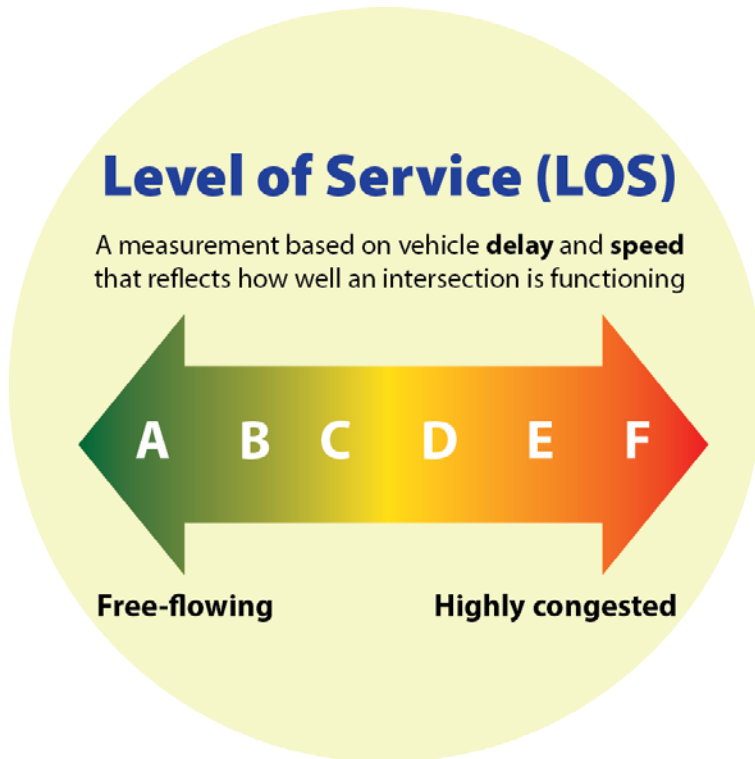 Level of Service (LOS)
A measurement based on vehicle delay and speed
that reflects how well an intersection is functioning
A B C D E F
Free-flowing Highly congested